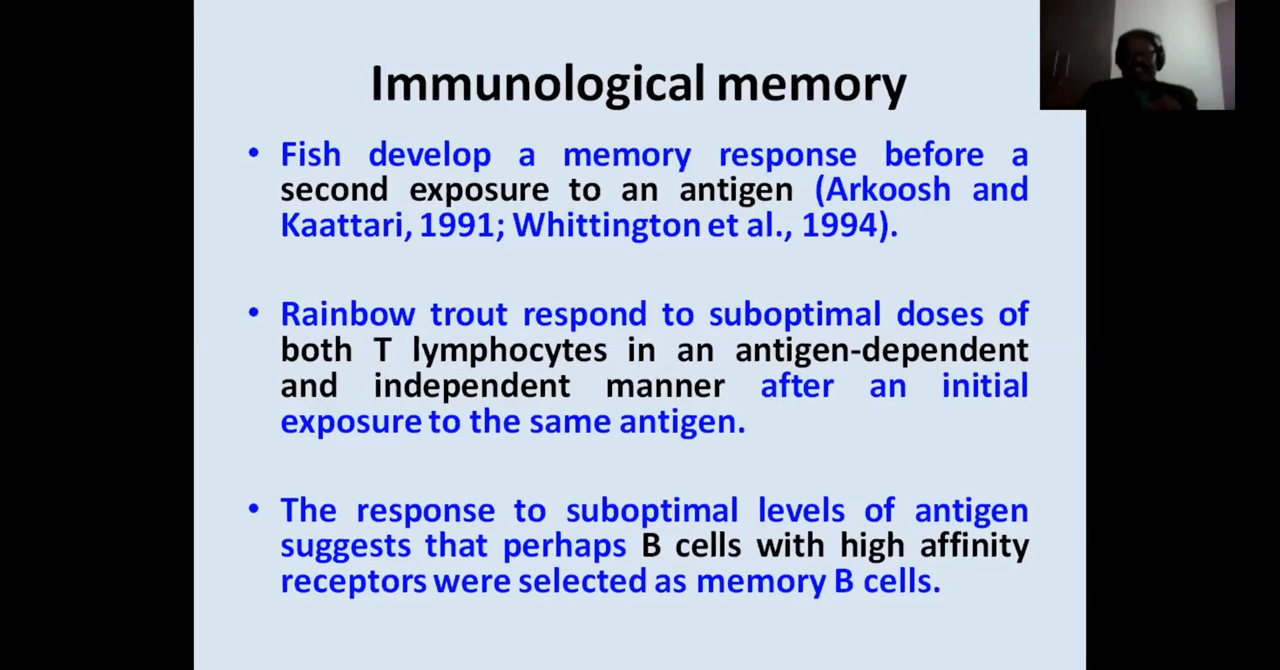 Immunological memory
• Fish develop a memory response before a
second exposure to an antigen (Arkoosh and
Kaattari, 1991; Whittington et al., 1994).
• Rainbow trout respond to suboptimal doses of
both T lymphocytes in an antigen-dependent
and independent manner after an initial
exposure to the same antigen.
• The response to suboptimal levels of antigen
suggests that perhaps B cells with high affinity
receptors were selected as memory B cells.